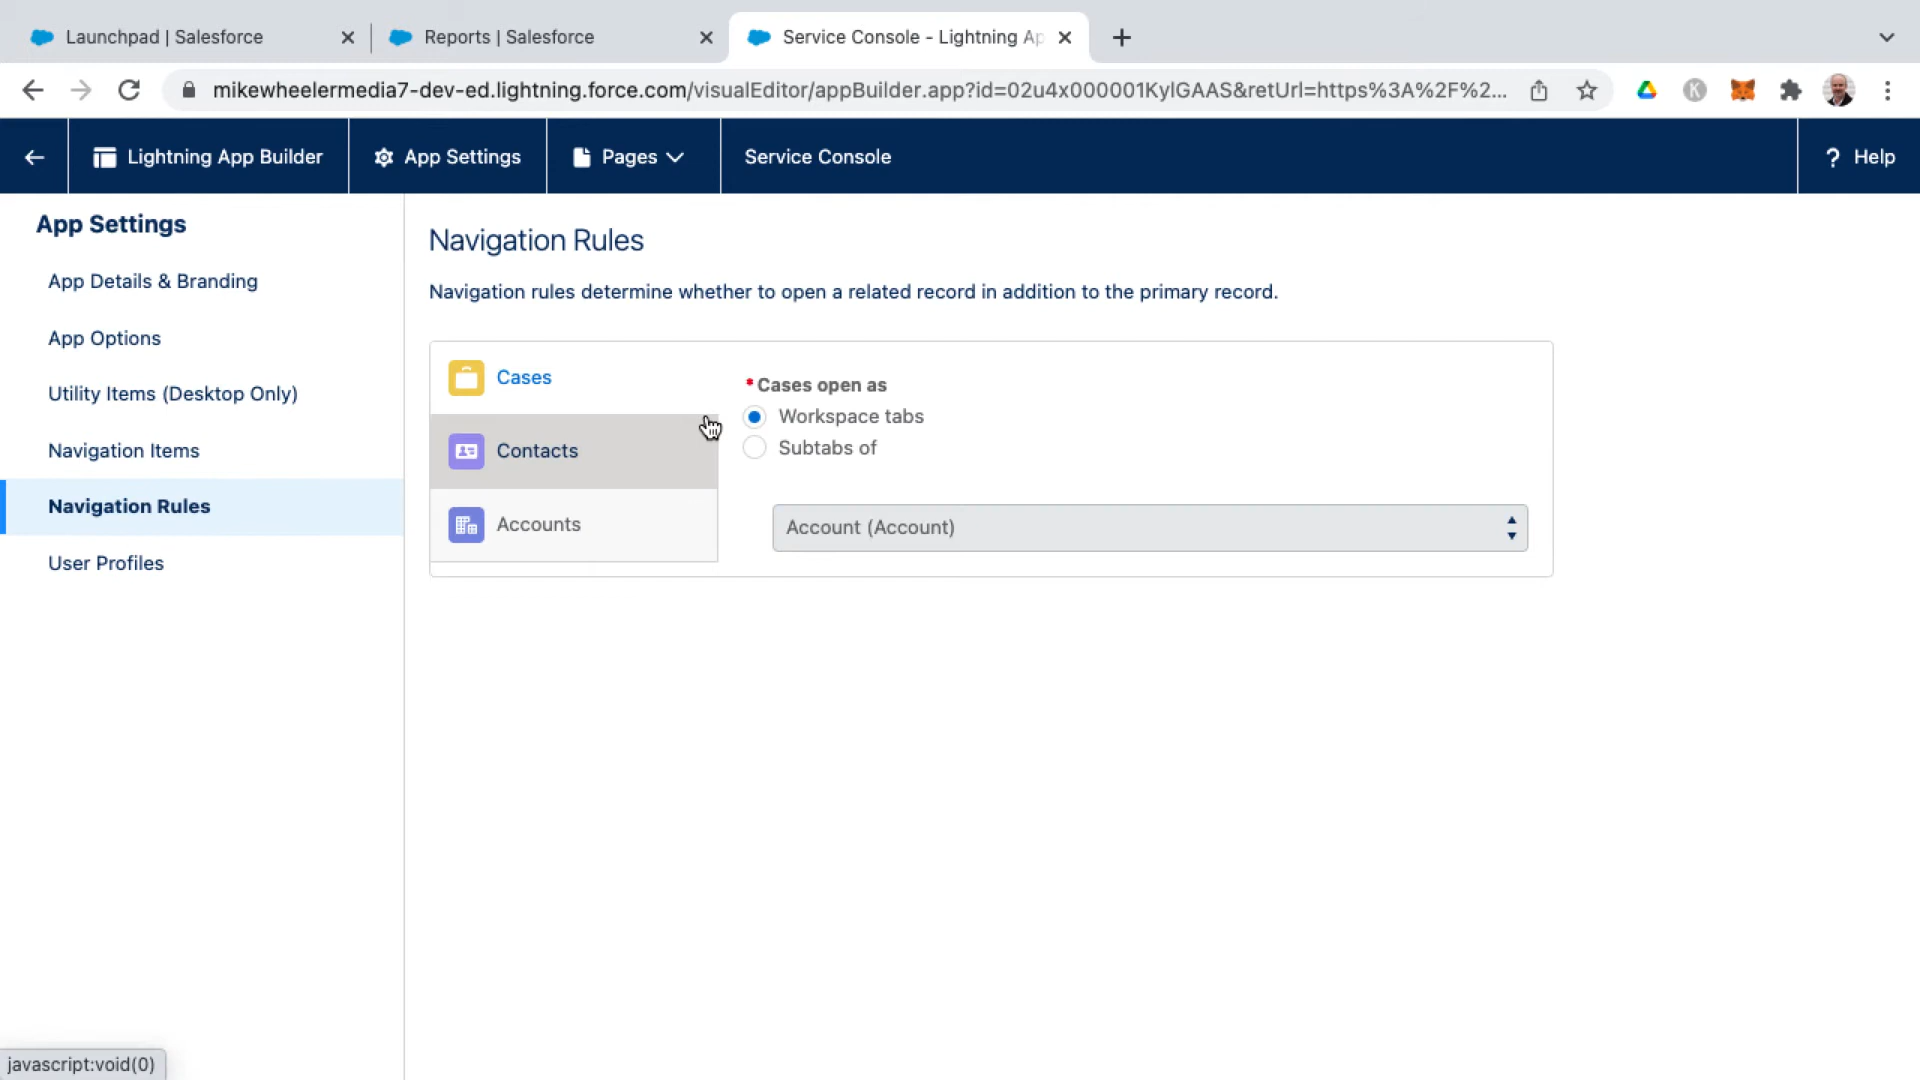 Launchpad | Salesforce
Reports | Salesforce
Service Console - Lightning Ap
mikewheelermedia7-dev-ed.lightning.force.com/visualEditor/appBuilder.app?id=02u4x000001KylGAAS&retUrl=https%3A%2F%2...
K
Lightning App Builder
App Settings
Pages
Service Console
? Help
App Settings
App Details & Branding
App Options
Utility Items (Desktop Only)
Navigation Items
Navigation Rules
User Profiles
Navigation Rules
Navigation rules determine whether to open a related record in addition to the primary record.
Cases
Contacts
Accounts
* Cases open as
Workspace tabs
Subtabs of
Account (Account)
javascript:void(0)